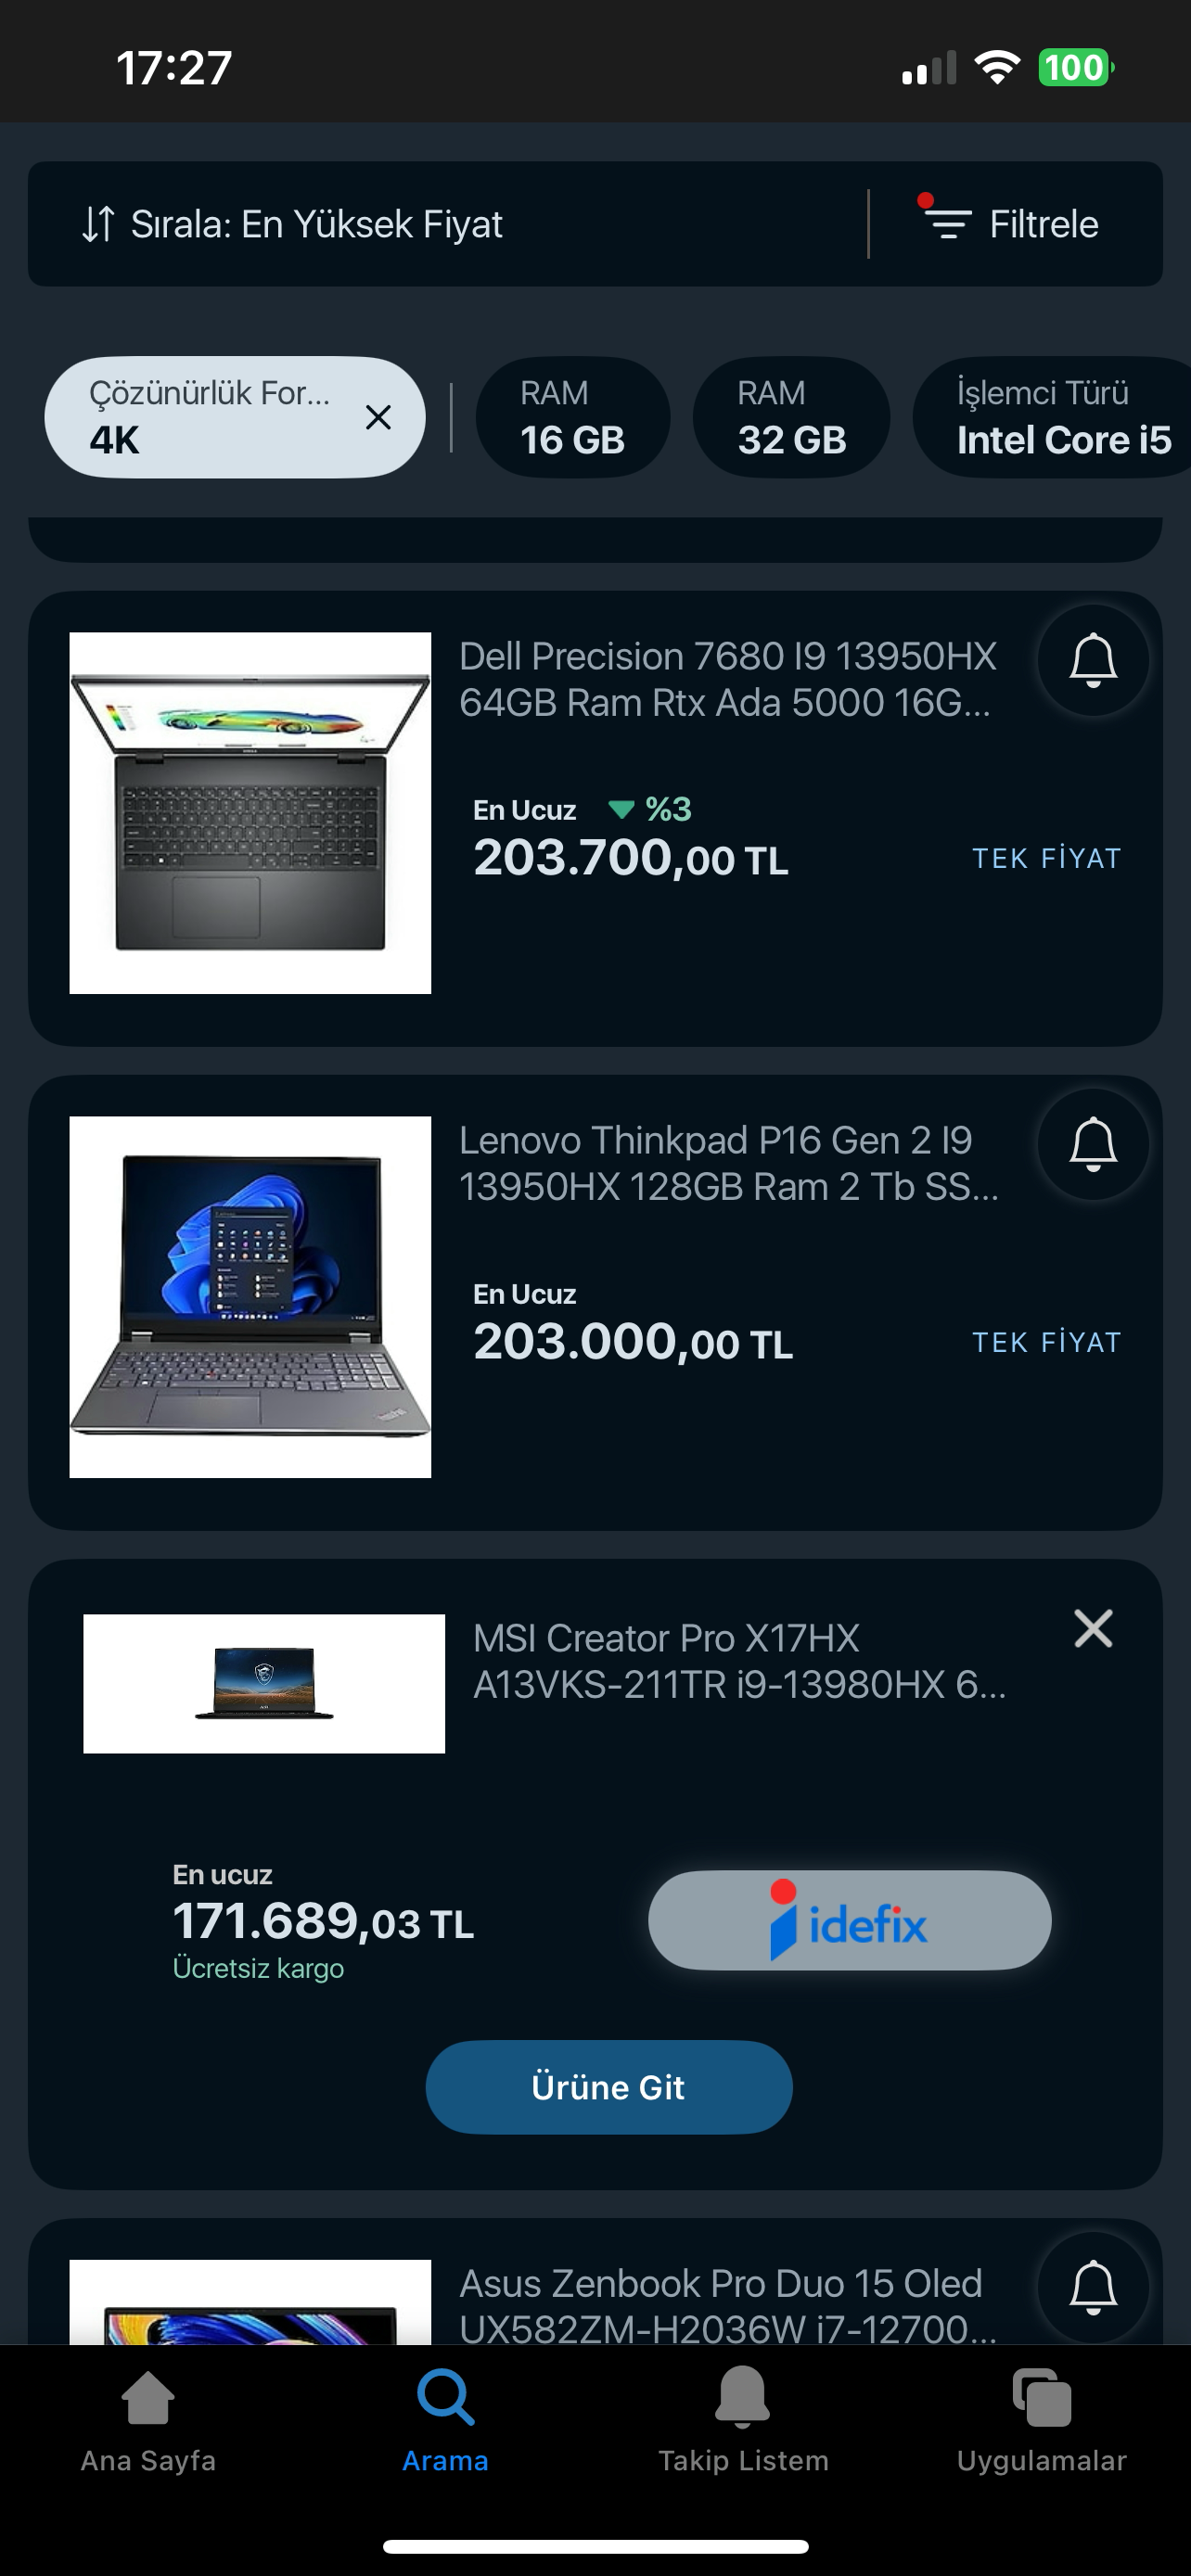 17:27
100
Sırala: En Yüksek Fiyat
Filtrele
Çözünürlük For...
4K
RAM
16 GB
RAM
32 GB
İşlemci Türü
Intel Core i5
Dell Precision 7680 I9 13950HX
64GB Ram Rtx Ada 5000 16G...
En Ucuz %3
203.700,00 TL
TEK FİYAT
Lenovo Thinkpad P16 Gen 2 I9
13950HX 128GB Ram 2 Tb SS...
En Ucuz
203.000,00 TL
TEK FİYAT
MSI Creator Pro X17HX
A13VKS-211TR i9-13980HX 6...
En ucuz
171.689,03 TL
Ücretsiz kargo
idefix
Ürüne Git
Asus Zenbook Pro Duo 15 Oled
UX582ZM-H2036W i7-12700...
Ana Sayfa
Arama
Takip Listem
Uygulamalar